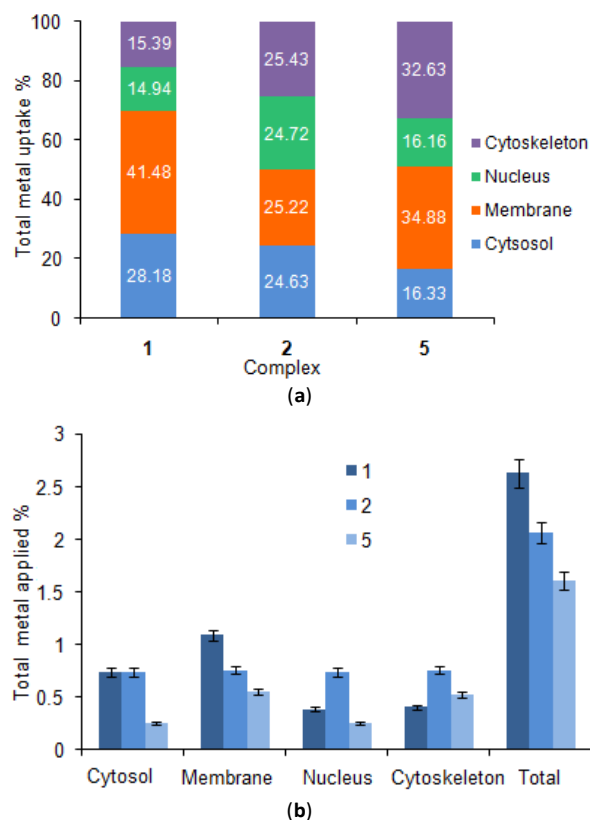 Total metal uptake %
100
80
60
40
20
0
15.39
14.94
41.48
28.18
25.43
24.72
25.22
24.63
32.63
16.16
34.88
16.33
Cytoskeleton
Nucleus
Membrane
Cytsosol
1 2 5
Complex
(a)
Total metal applied %
3
2.5
2
1.5
1
0.5
0
1
2
5
Cytosol Membrane Nucleus Cytoskeleton Total
(b)